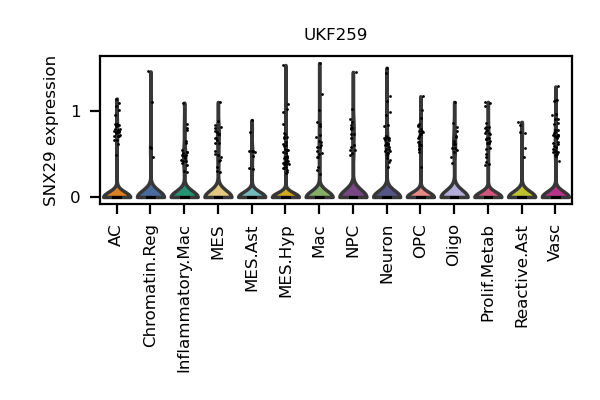 UKF259
SNX29 expression
1
0
AC
Chromatin.Reg
Inflammatory.Mac
MES
MES.Ast
MES.Hyp
Mac
NPC
Neuron
OPC
Oligo
Prolif.Metab
Reactive.Ast
Vasc